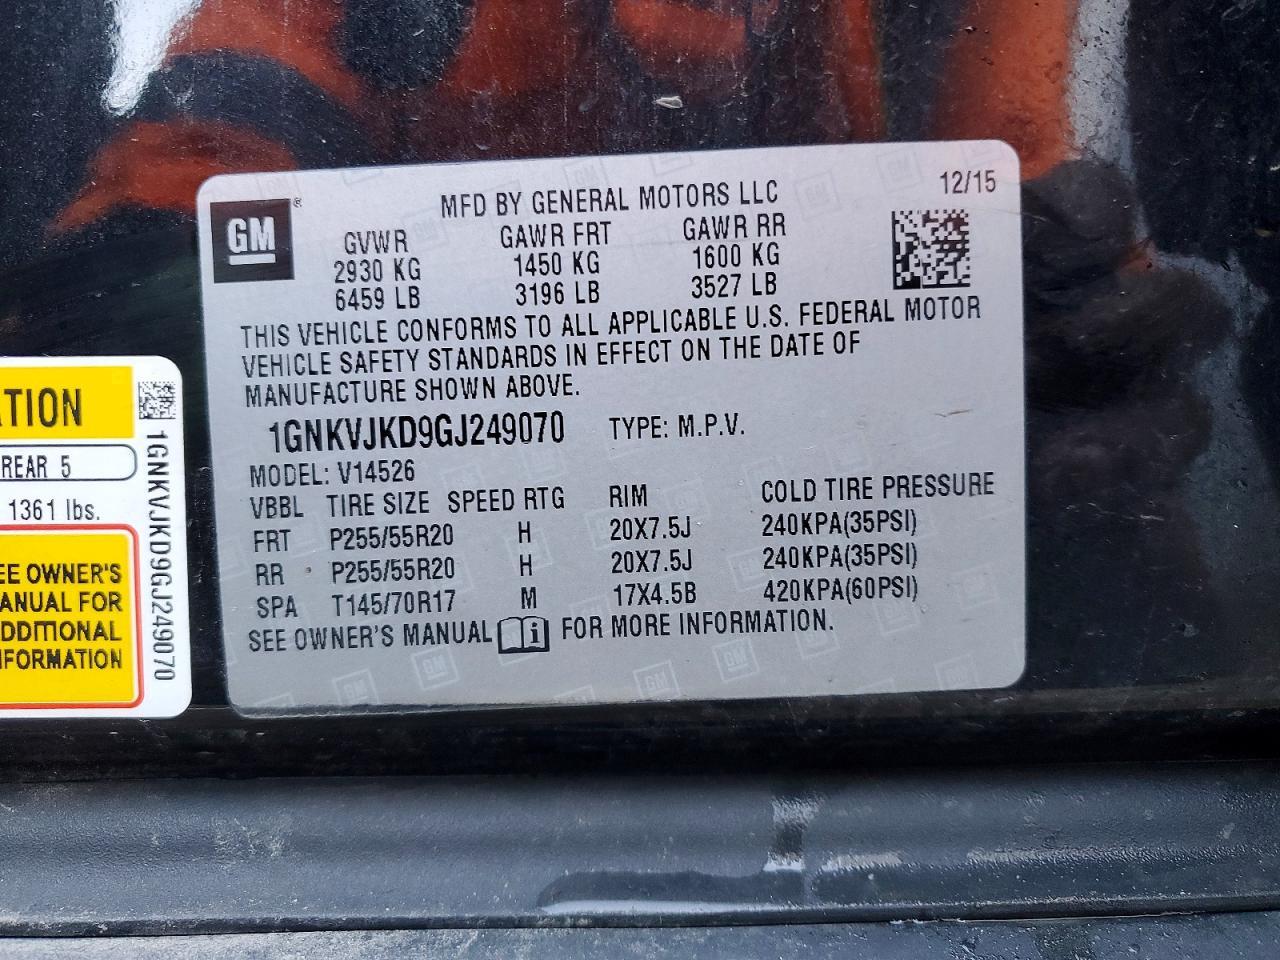 GM®
MFD BY GENERAL MOTORS LLC 12/15
GVWR GAWR FRT GAWR RR
2930 KG 1450 KG 1600 KG
6459 LB 3196 LB 3527 LB
THIS VEHICLE CONFORMS TO ALL APPLICABLE U.S. FEDERAL MOTOR
VEHICLE SAFETY STANDARDS IN EFFECT ON THE DATE OF
MANUFACTURE SHOWN ABOVE.
1GNKVJKD9GJ249070 TYPE: M.P.V.
MODEL: V14526
VBBL TIRE SIZE SPEED RTG RIM COLD TIRE PRESSURE
FRT P255/55R20 H 20X7.5J 240KPA(35PSI)
RR P255/55R20 H 20X7.5J 240KPA(35PSI)
SPA T145/70R17 M 17X4.5B 420KPA(60PSI)
SEE OWNER'S MANUAL i FOR MORE INFORMATION.
ATION
REAR 5
1361 lbs.
EE OWNER'S
ANUAL FOR
DDITIONAL
NFORMATION
1GNKVJKD9GJ249070